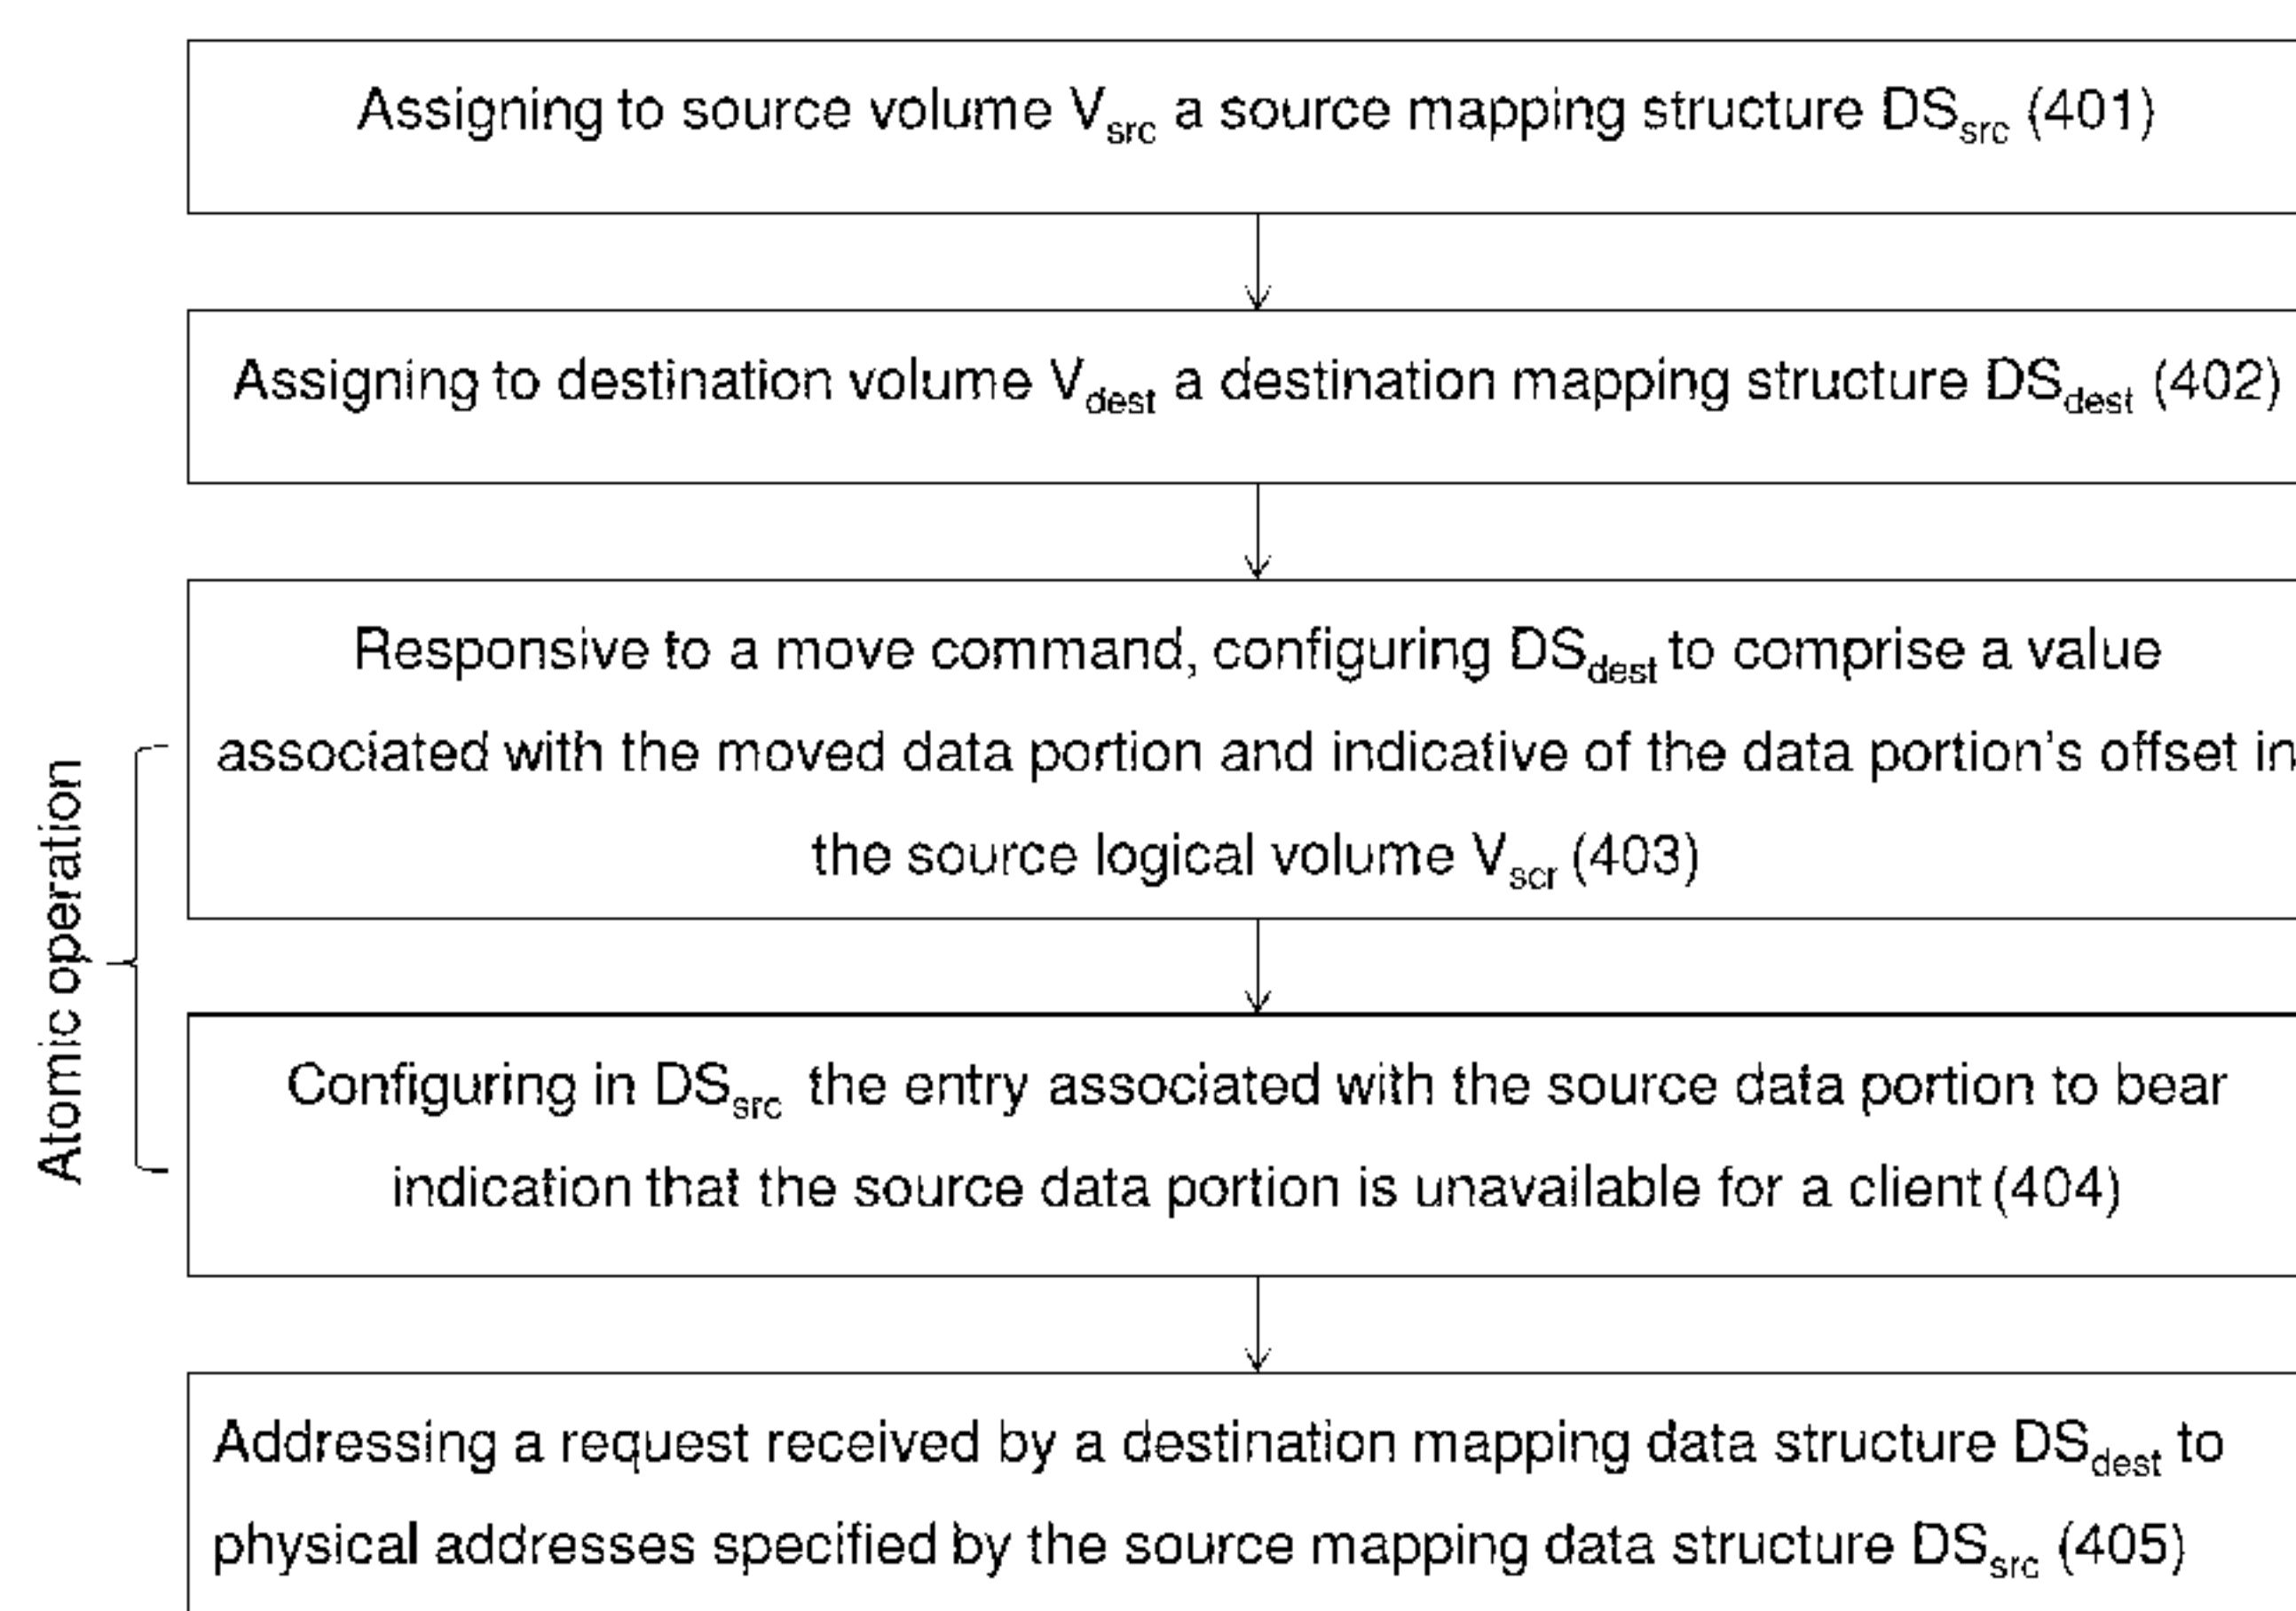 Assigning to source volume Vsrc a source mapping structure DSsrc (401)
Assigning to destination volume Vdest a destination mapping structure DSdest (402)
Responsive to a move command, configuring DSdest to comprise a value
associated with the moved data portion and indicative of the data portion's offset in
the source logical volume Vscr (403)
Atomic operation
Configuring in DSsrc the entry associated with the source data portion to bear
indication that the source data portion is unavailable for a client (404)
Addressing a request received by a destination mapping data structure DSdest to
physical addresses specified by the source mapping data structure DSsrc (405)